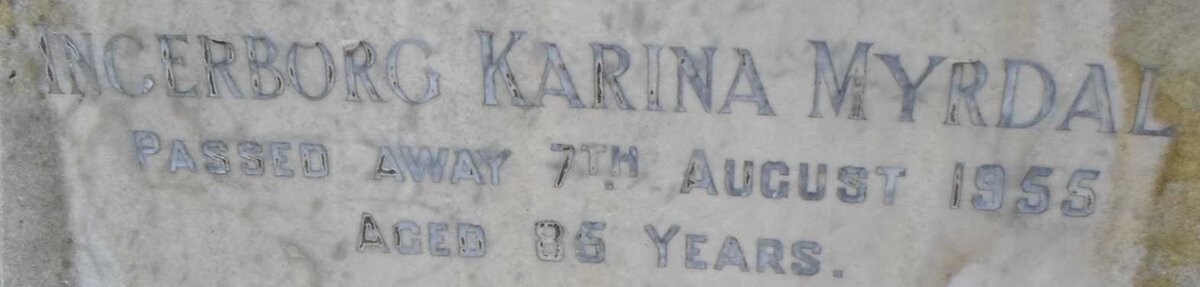 INGERBORG KARINA MYRDAL
PASSED AWAY 7TH AUGUST 1955
AGED 85 YEARS.